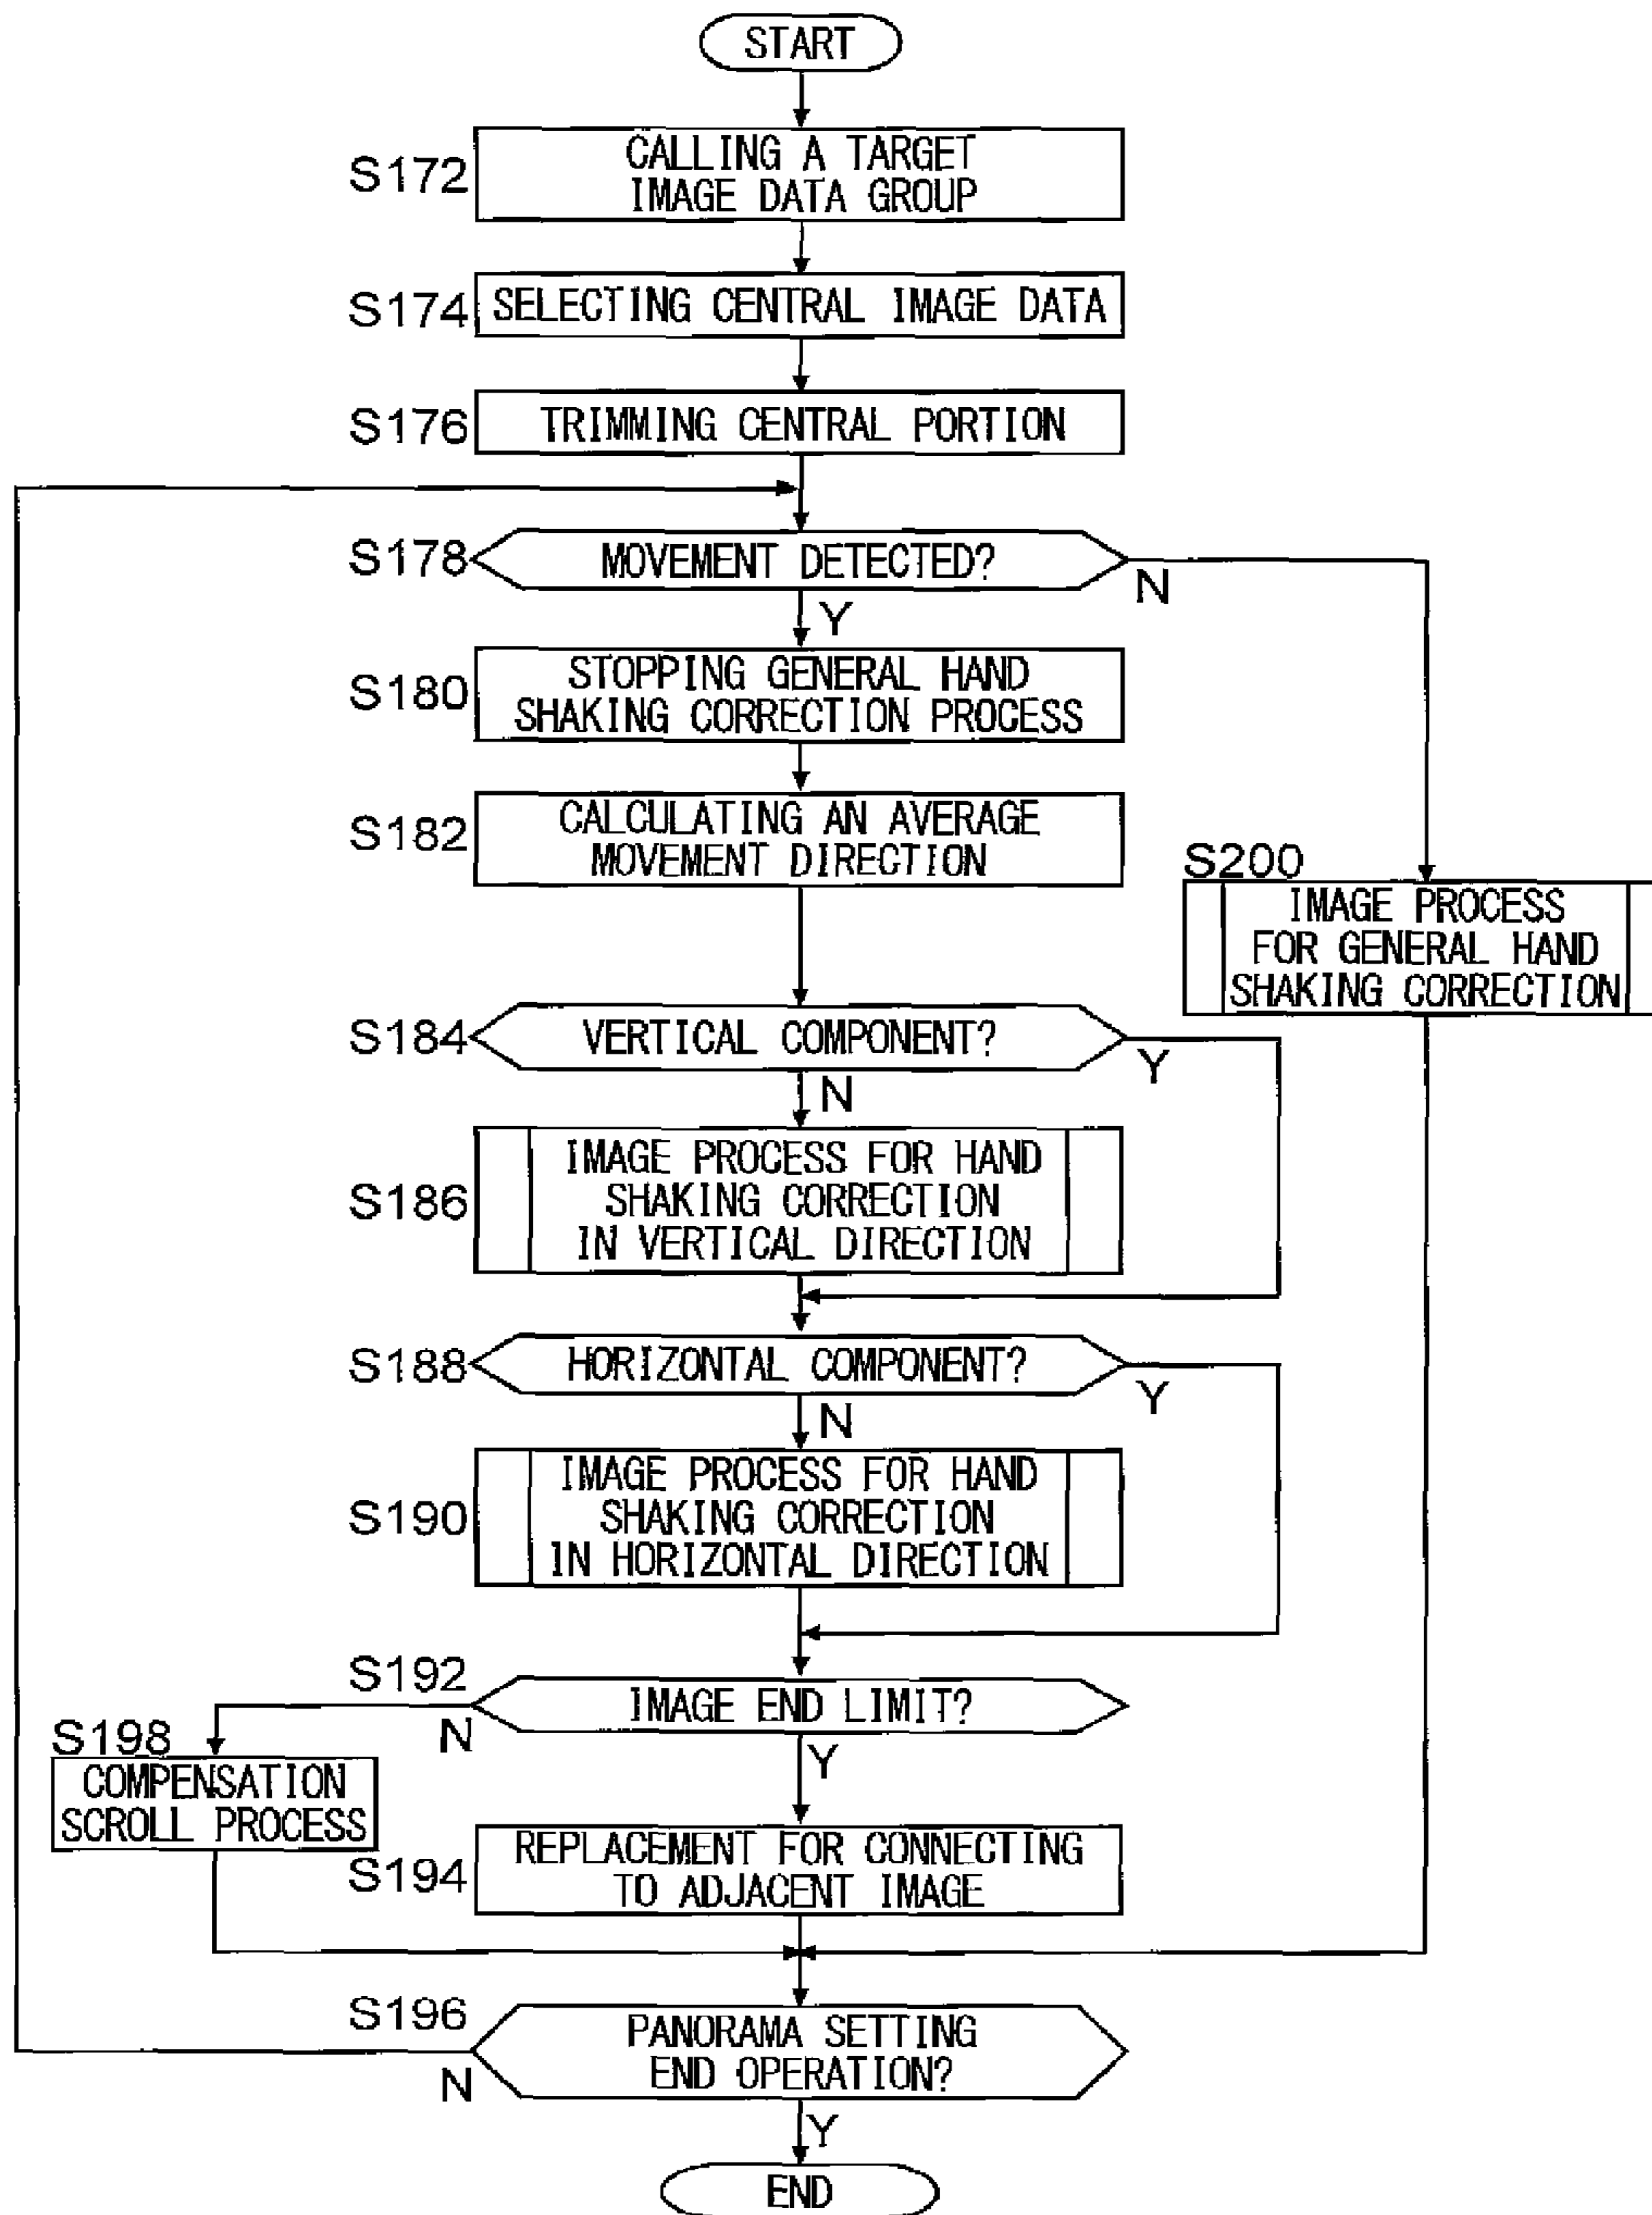 START
S172
CALLING A TARGET
IMAGE DATA GROUP
S174
SELECTING CENTRAL IMAGE DATA
S176
TRIMMING CENTRAL PORTION
S178
MOVEMENT DETECTED?
N
Y
S180
STOPPING GENERAL HAND
SHAKING CORRECTION PROCESS
S182
CALCULATING AN AVERAGE
MOVEMENT DIRECTION
S200
IMAGE PROCESS
FOR GENERAL HAND
SHAKING CORRECTION
S184
VERTICAL COMPONENT?
Y
N
S186
IMAGE PROCESS FOR HAND
SHAKING CORRECTION
IN VERTICAL DIRECTION
S188
HORIZONTAL COMPONENT?
Y
N
S190
IMAGE PROCESS FOR HAND
SHAKING CORRECTION
IN HORIZONTAL DIRECTION
S192
IMAGE END LIMIT?
N
Y
S198
COMPENSATION
SCROLL PROCESS
S194
REPLACEMENT FOR CONNECTING
TO ADJACENT IMAGE
S196
PANORAMA SETTING
END OPERATION?
N
Y
END